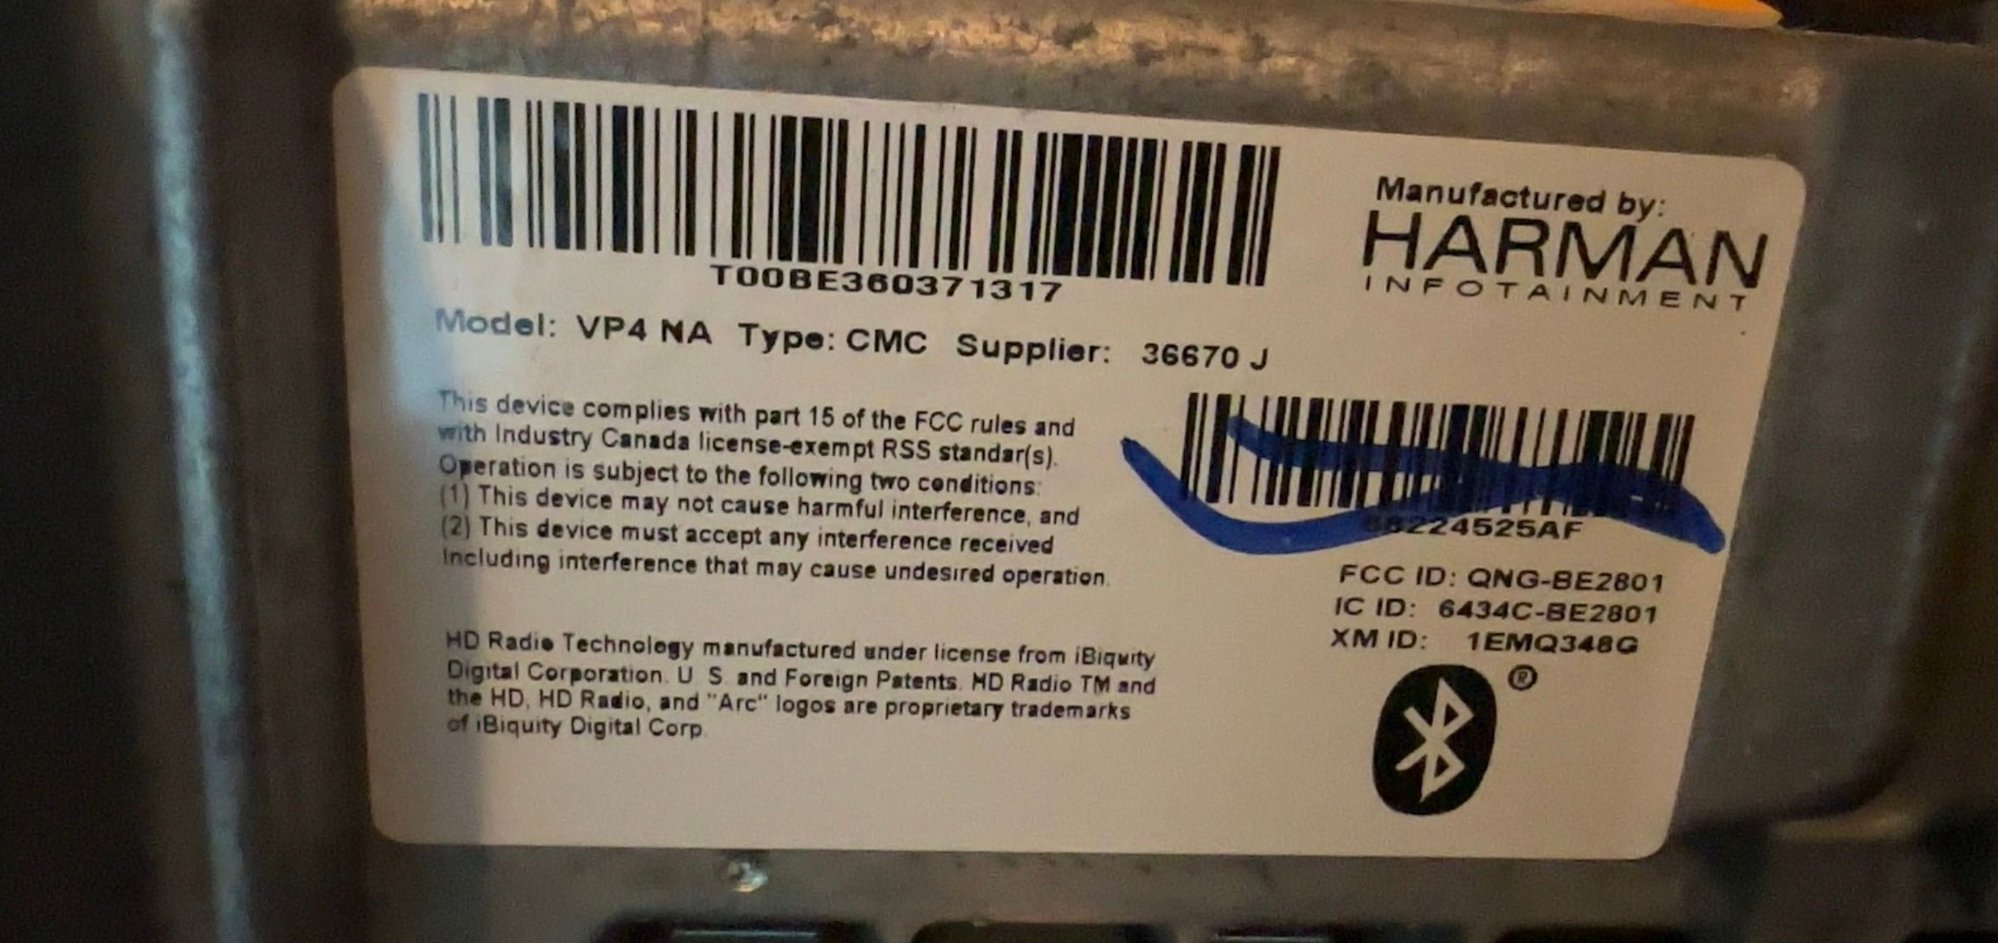 T00BE360371317
Manufactured by:
HARMAN
INFOTAINMENT
Model: VP4 NA Type: CMC Supplier: 36670 J
This device complies with part 15 of the FCC rules and
with Industry Canada license-exempt RSS standar(s).
Operation is subject to the following two conditions:
(1) This device may not cause harmful interference, and
(2) This device must accept any interference received
Including interference that may cause undesired operation.
HD Radio Technology manufactured under license from iBiquity
Digital Corporation. U.S. and Foreign Patents. HD Radio TM and
the HD, HD Radio, and "Arc" logos are proprietary trademarks
of iBiquity Digital Corp.
FCC ID: QNG-BE2801
IC ID: 6434C-BE2801
XM ID: 1EMQ348G
®